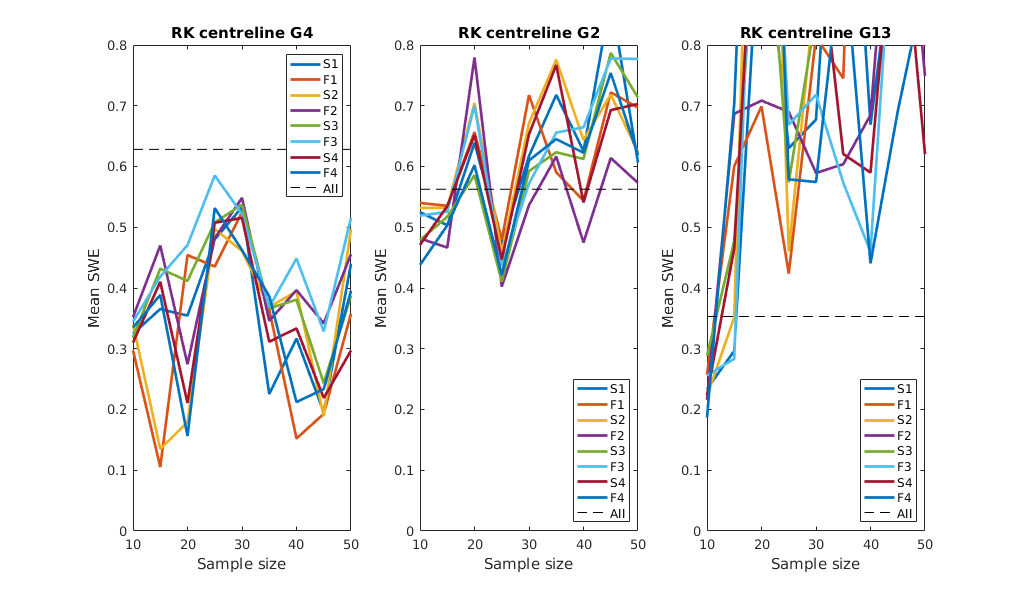 RK centreline G4
0.8
0.7
0.6
0.5
0.4
0.3
0.2
0.1
0
10
20
30
40
50
Mean SWE
Sample size
S1
F1
S2
F2
S3
F3
S4
F4
All
RK centreline G2
0.8
0.7
0.6
0.5
0.4
0.3
0.2
0.1
0
10
20
30
40
50
Mean SWE
Sample size
S1
F1
S2
F2
S3
F3
S4
F4
All
RK centreline G13
0.8
0.7
0.6
0.5
0.4
0.3
0.2
0.1
0
10
20
30
40
50
Mean SWE
Sample size
S1
F1
S2
F2
S3
F3
S4
F4
All